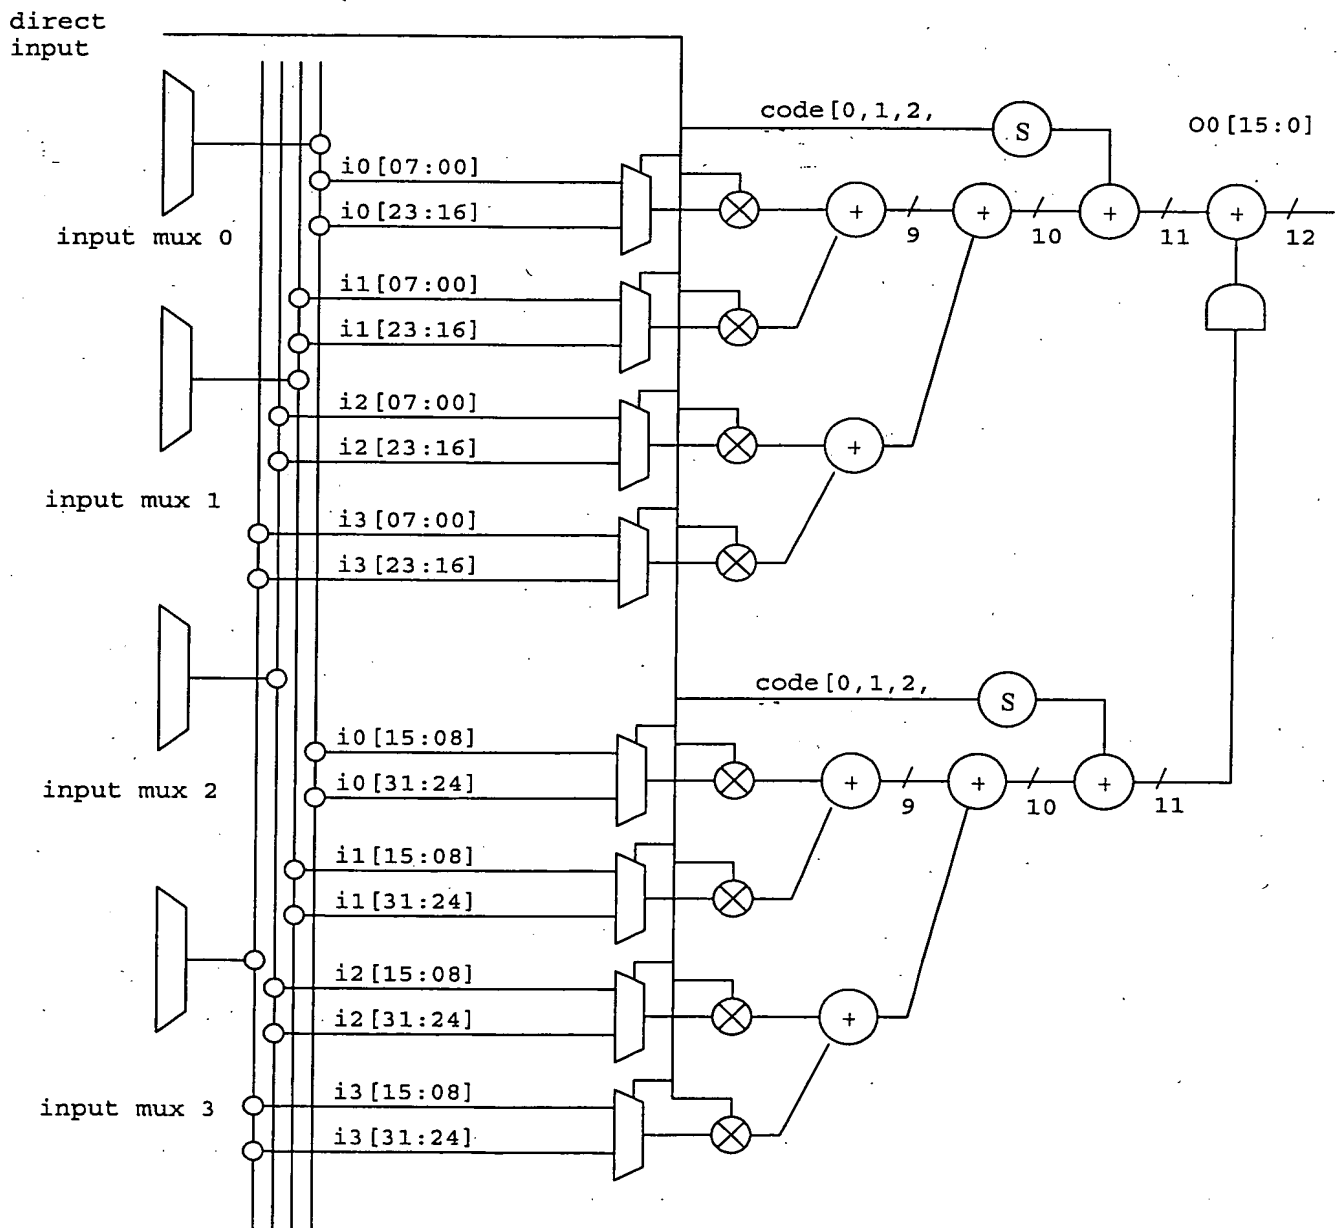 direct
input
code[0,1,2,
S
O0[15:0]
i0[07:00]
i0[23:16]
input mux 0
+
+
+
+
9
10
11
12
i1[07:00]
i1[23:16]
i2[07:00]
i2[23:16]
+
input mux 1
i3[07:00]
i3[23:16]
code[0,1,2,
S
i0[15:08]
i0[31:24]
input mux 2
+
+
+
9
10
11
i1[15:08]
i1[31:24]
i2[15:08]
i2[31:24]
+
i3[15:08]
input mux 3
i3[31:24]